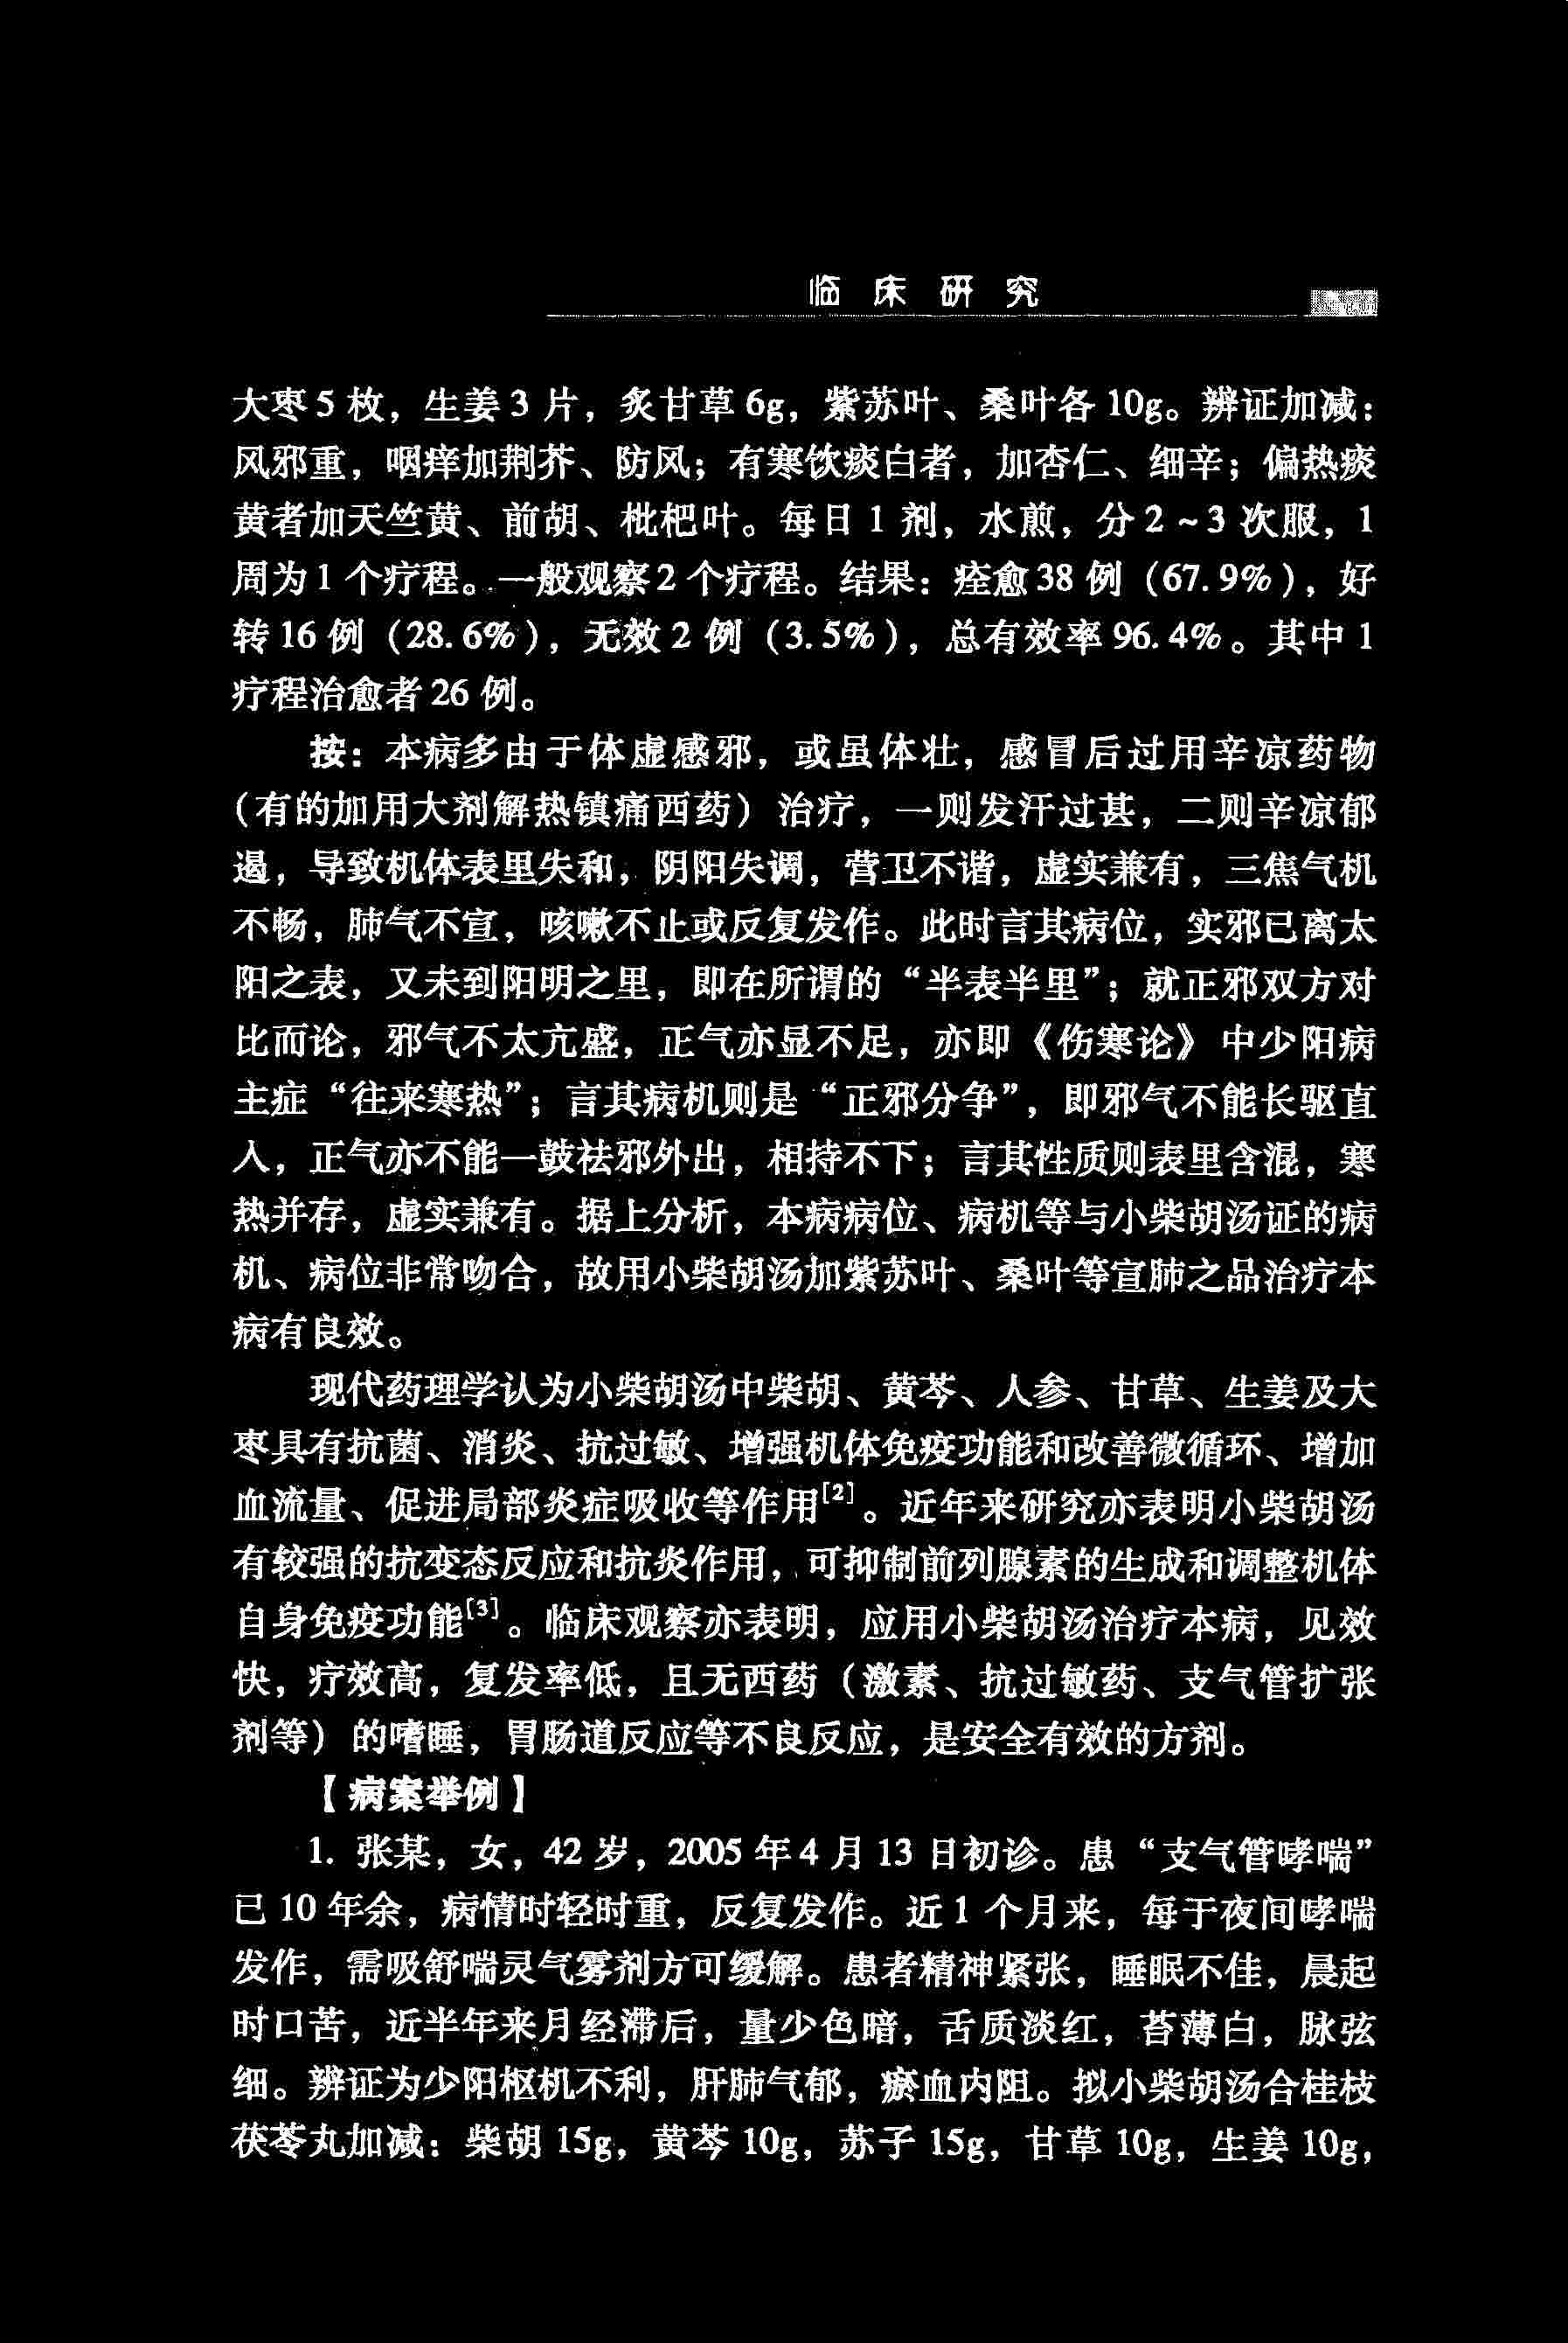 临床研究
大枣5枚，生姜3片，炙甘草6g，紫苏叶、桑叶各10g。辨证加减：
风邪重，咽痒加荆芥、防风；有寒饮痰白者，加杏仁、细辛；偏热痰
黄者加天竺黄、前胡、枇杷叶。每日1剂，水煎，分2~3次服，1
周为1个疗程。一般观察2个疗程。结果：痊愈38例（67.9%），好
转16例（28.6%），无效2例（3.5%），总有效率96.4%。其中1
疗程治愈者26例。
按：本病多由于体虚感邪，或虽体壮，感冒后过用辛凉药物
（有的加用大剂解热镇痛西药）治疗，一则发汗过甚，二则辛凉郁
遏，导致机体表里失和，阴阳失调，营卫不谐，虚实兼有，三焦气机
不畅，肺气不宣，咳嗽不止或反复发作。此时言其病位，实邪已离太
阳之表，又未到阳明之里，即在所谓的“半表半里”；就正邪双方对
比而论，邪气不太亢盛，正气亦显不足，亦即《伤寒论》中少阳病
主症“往来寒热”；言其病机则是“正邪分争”，即邪气不能长驱直
入，正气亦不能一鼓祛邪外出，相持不下；言其性质则表里含混，寒
热并存，虚实兼有。据上分析，本病病位、病机等与小柴胡汤证的病
机、病位非常吻合，故用小柴胡汤加紫苏叶、桑叶等宣肺之品治疗本
病有良效。
现代药理学认为小柴胡汤中柴胡、黄芩、人参、甘草、生姜及大
枣具有抗菌、消炎、抗过敏、增强机体免疫功能和改善微循环、增加
血流量、促进局部炎症吸收等作用[2]。近年来研究亦表明小柴胡汤
有较强的抗变态反应和抗炎作用，可抑制前列腺素的生成和调整机体
自身免疫功能[3]。临床观察亦表明，应用小柴胡汤治疗本病，见效
快，疗效高，复发率低，且无西药（激素、抗过敏药、支气管扩张
剂等）的嗜睡，胃肠道反应等不良反应，是安全有效的方剂。
【病案举例】
1. 张某，女，42岁，2005年4月13日初诊。患“支气管哮喘”
已10年余，病情时轻时重，反复发作。近1个月来，每于夜间哮喘
发作，需吸舒喘灵气雾剂方可缓解。患者精神紧张，睡眠不佳，晨起
时口苦，近半年来月经滞后，量少色暗，舌质淡红，苔薄白，脉弦
细。辨证为少阳枢机不利，肝肺气郁，瘀血内阻。拟小柴胡汤合桂枝
茯苓丸加减：柴胡15g，黄芩10g，苏子15g，甘草10g，生姜10g，